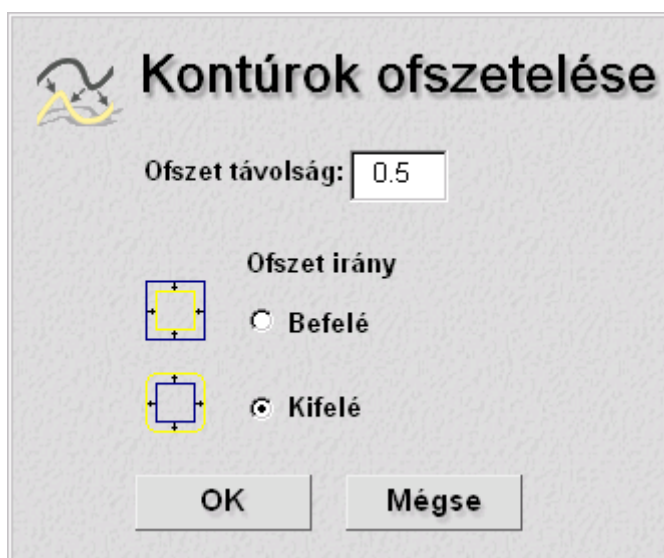 Kontúrok ofszetelése
Ofszet távolság: 0.5
Ofszet irány
Befelé
Kifelé
OK Mégse